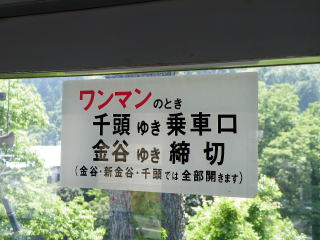 ワンマンのとき
千頭 ゆき 乗車口
金谷 ゆき 締切
(金谷・新金谷・千頭では 全部開きます)